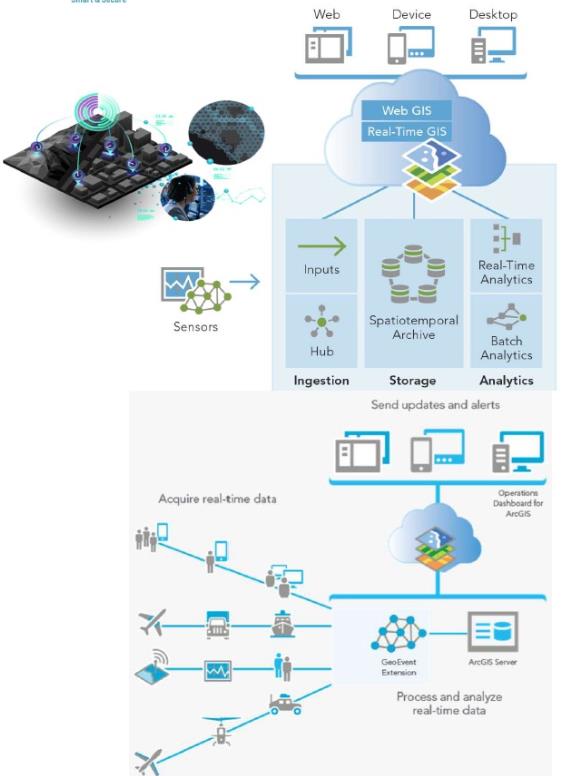 Smart & Secure
Web
Device
Desktop
Web GIS
Real-Time GIS
Sensors
Inputs
Hub
Ingestion
Spatiotemporal
Archive
Storage
Real-Time
Analytics
Batch
Analytics
Analytics
Send updates and alerts
Operations
Dashboard for
ArcGIS
Acquire real-time data
GeoEvent
Extension
ArcGIS Server
Process and analyze
real-time data